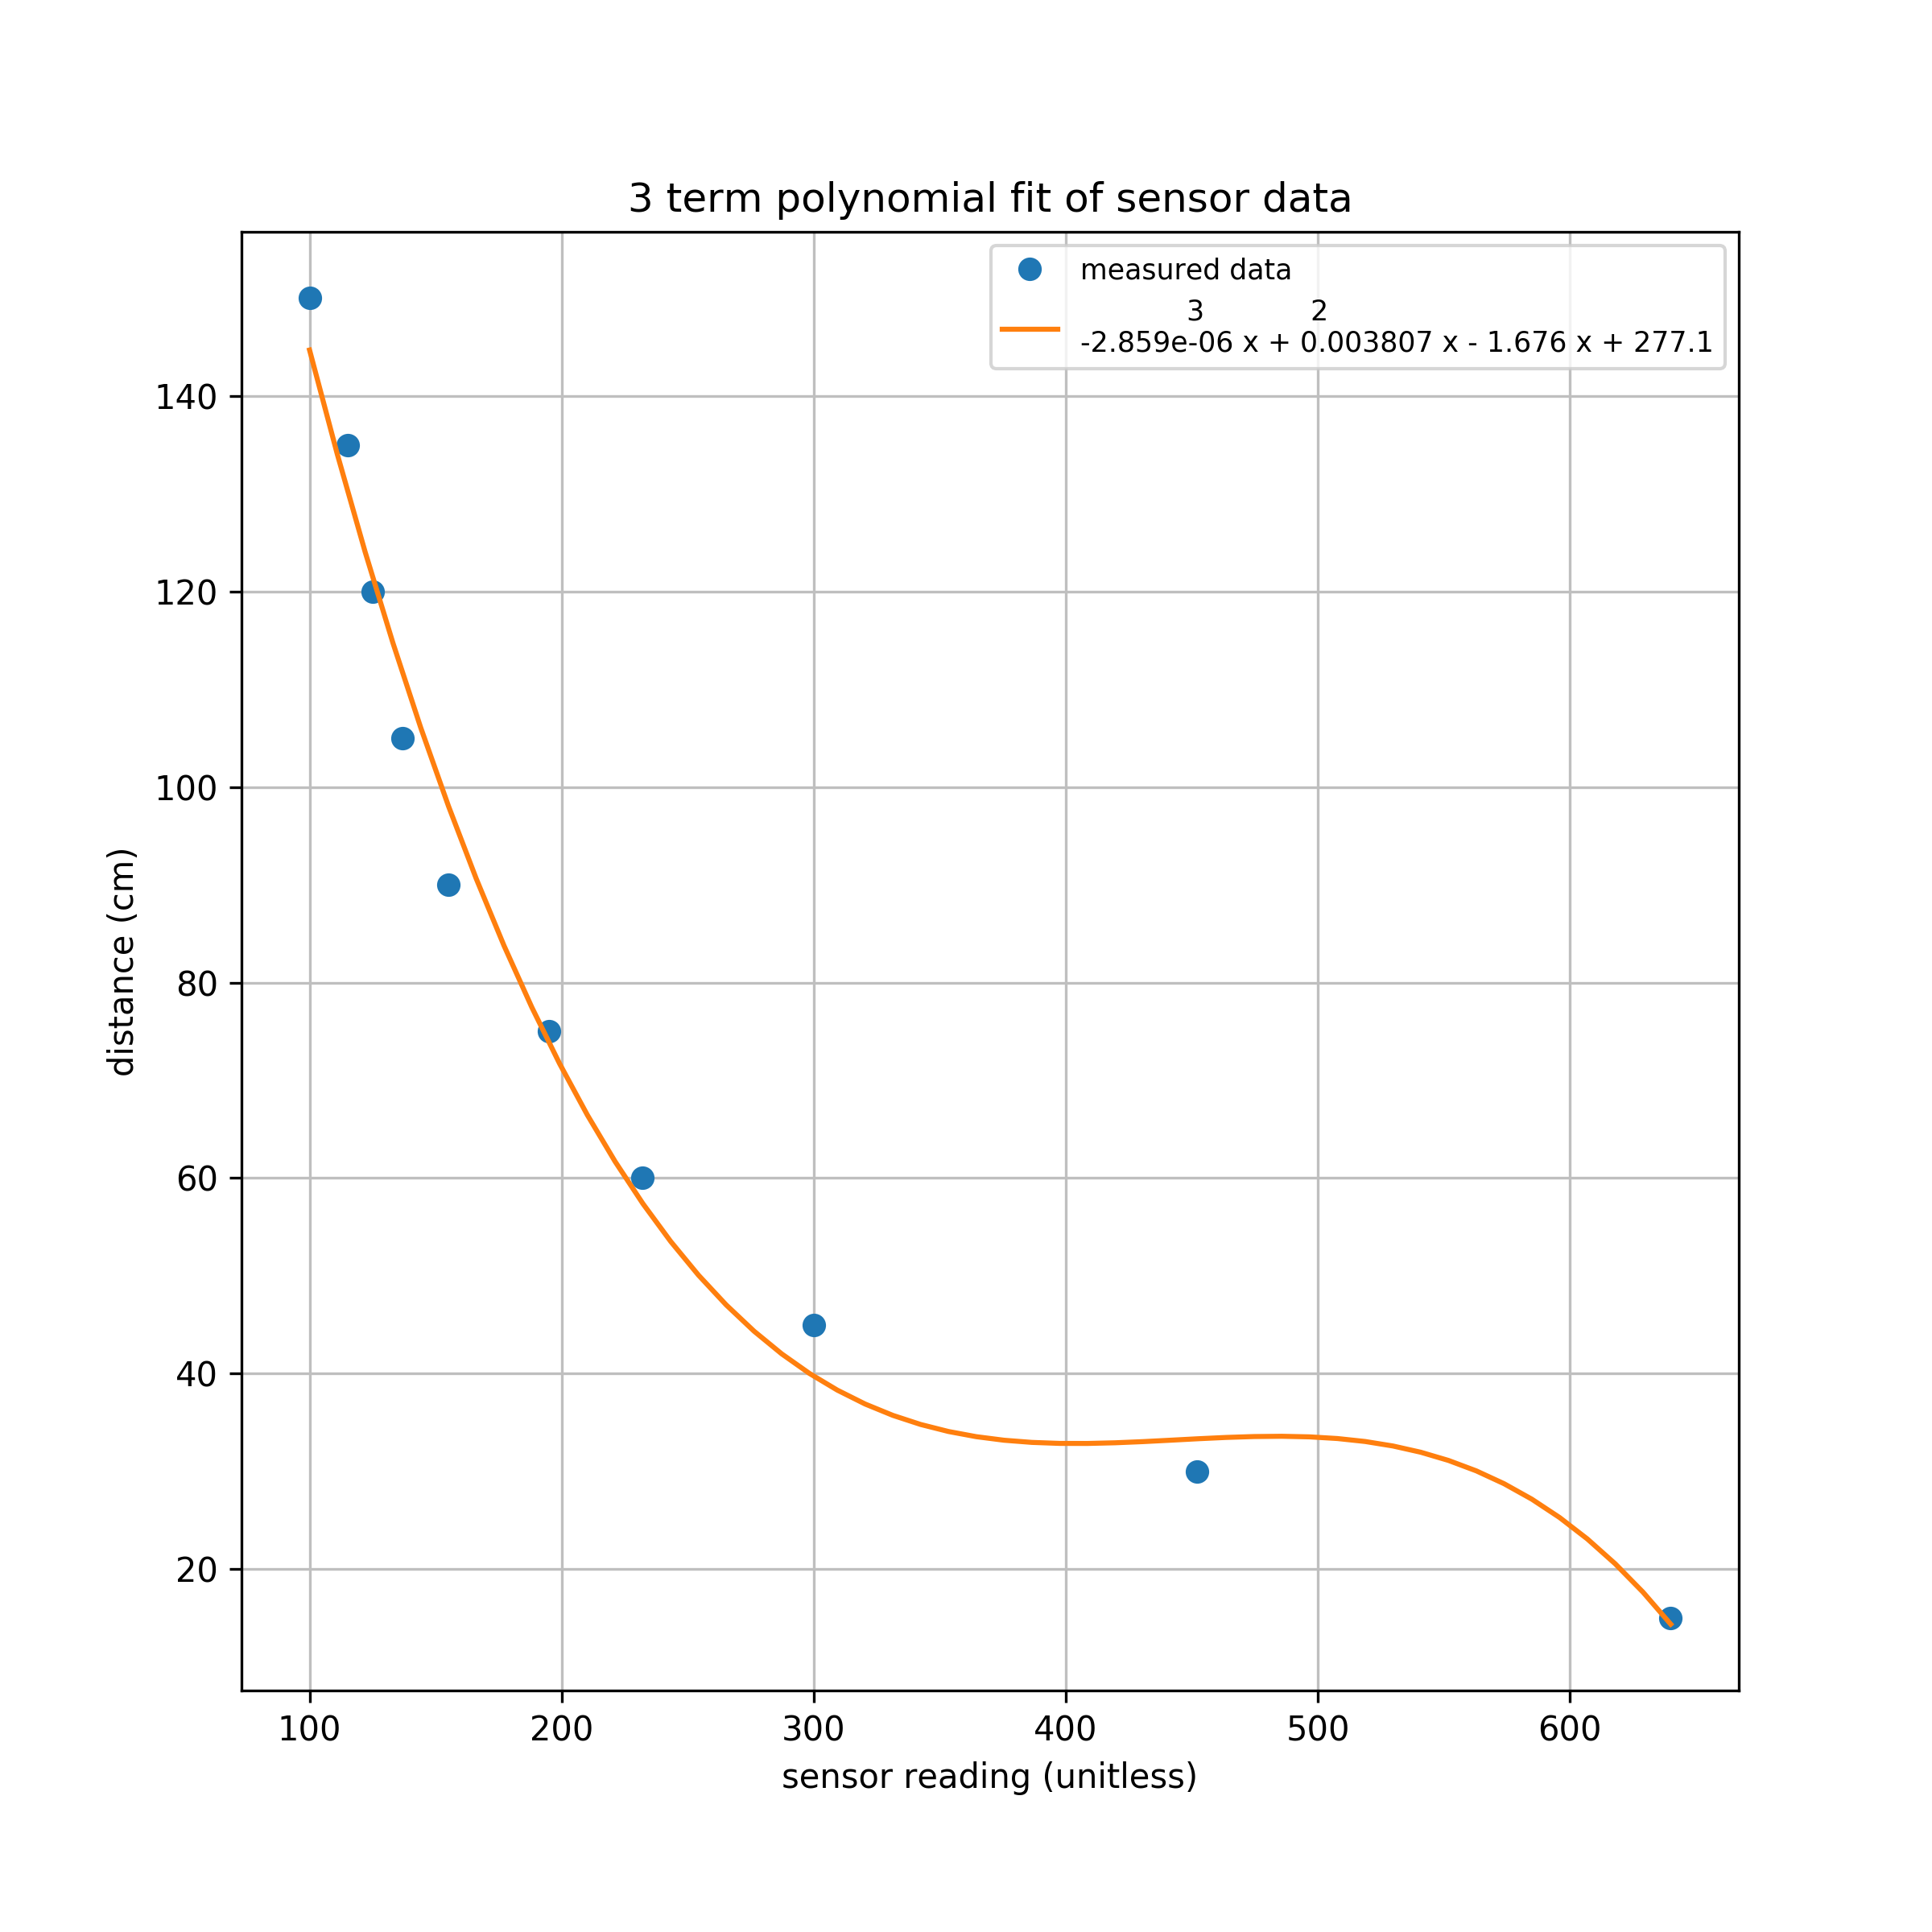 3 term polynomial fit of sensor data
measured data
3 2
-2.859e-06 x + 0.003807 x - 1.676 x + 277.1
140
120
100
80
60
40
20
distance (cm)
100 200 300 400 500 600
sensor reading (unitless)